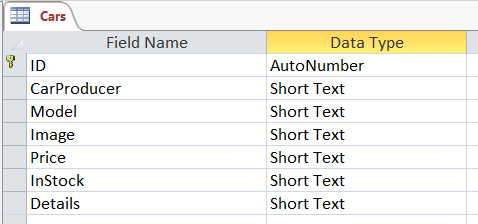 Cars
Field Name Data Type
ID AutoNumber
CarProducer Short Text
Model Short Text
Image Short Text
Price Short Text
InStock Short Text
Details Short Text